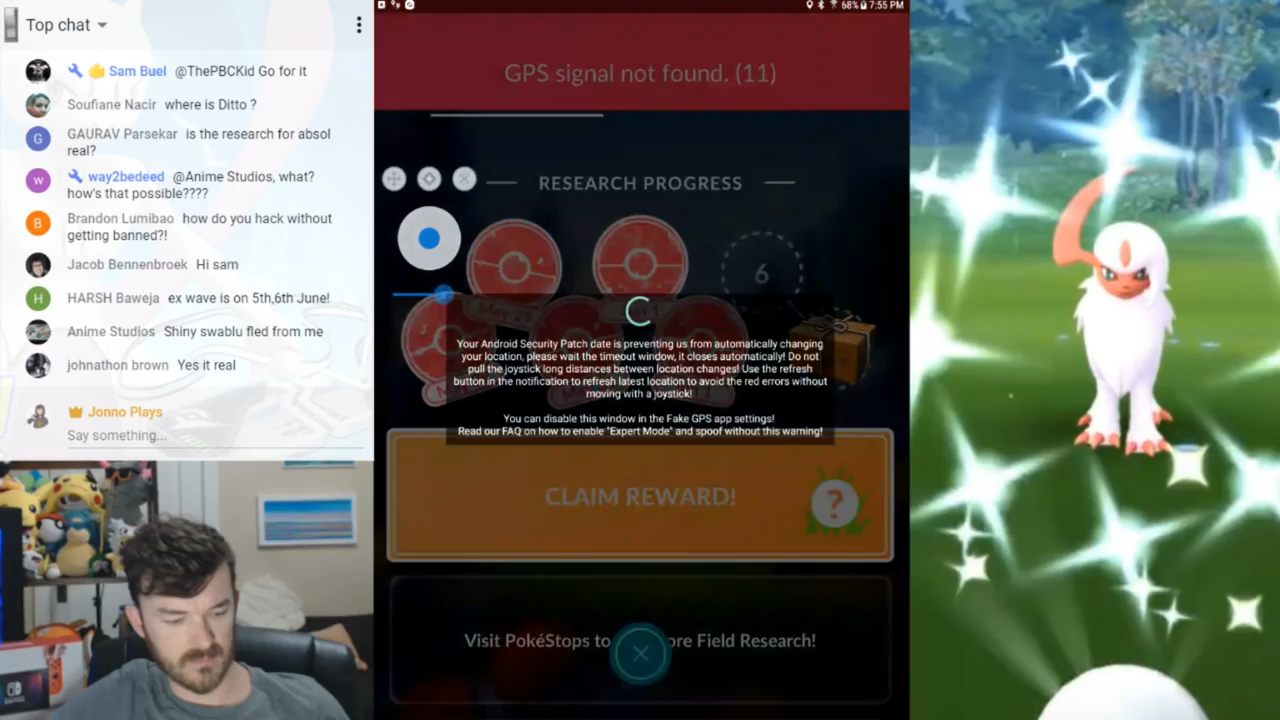 Top chat
Sam Buel @ThePBCKid Go for it
Soufiane Nacir where is Ditto ?
GAURAV Parsekar is the research for absol
real?
way2bedeed @Anime Studios, what?
how's that possible????
Brandon Lumibao how do you hack without
getting banned?!
Jacob Bennenbroek Hi sam
HARSH Baweja ex wave is on 5th,6th June!
Anime Studios Shiny swablu fled from me
johnathon brown Yes it real
Jonno Plays
Say something...
G
W
B
H
68% 7:55 PM
GPS signal not found. (11)
RESEARCH PROGRESS
6
Your Android Security Patch date is preventing us from automatically changing
your location, please wait the timeout window, it closes automatically! Do not
pull the joystick long distances between location changes! Use the refresh
button in the notification to refresh latest location to avoid the red errors without
moving with a joystick!
You can disable this window in the Fake GPS app settings!
Read our FAQ on how to enable "Expert Mode" and spoof without this warning!
CLAIM REWARD!
?
Visit PokéStops to ore Field Research!